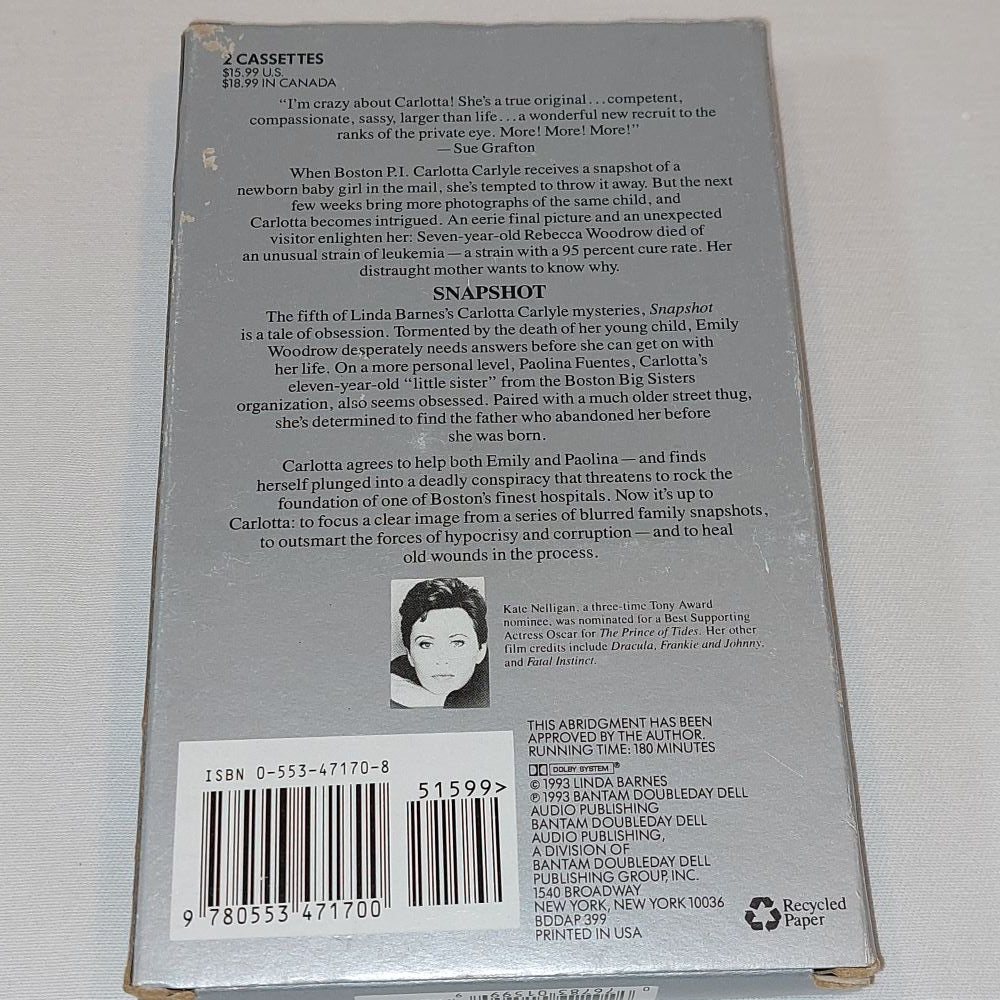 2 CASSETTES
$15.99 U.S.
$18.99 IN CANADA
“I’m crazy about Carlotta! She’s a true original...competent,
compassionate, sassy, larger than life...a wonderful new recruit to the
ranks of the private eye. More! More! More!”
—Sue Grafton
When Boston P.I. Carlotta Carlyle receives a snapshot of a
newborn baby girl in the mail, she’s tempted to throw it away. But the next
few weeks bring more photographs of the same child, and
Carlotta becomes intrigued. An eerie final picture and an unexpected
visitor enlighten her: Seven-year-old Rebecca Woodrow died of
an unusual strain of leukemia—a strain with a 95 percent cure rate. Her
distraught mother wants to know why.
SNAPSHOT
The fifth of Linda Barnes’s Carlotta Carlyle mysteries, Snapshot
is a tale of obsession. Tormented by the death of her young child, Emily
Woodrow desperately needs answers before she can get on with
her life. On a more personal level, Paolina Fuentes, Carlotta’s
eleven-year-old “little sister” from the Boston Big Sisters
organization, also seems obsessed. Paired with a much older street thug,
she’s determined to find the father who abandoned her before
she was born.
Carlotta agrees to help both Emily and Paolina—and finds
herself plunged into a deadly conspiracy that threatens to rock the
foundation of one of Boston’s finest hospitals. Now it’s up to
Carlotta: to focus a clear image from a series of blurred family snapshots,
to outsmart the forces of hypocrisy and corruption—and to heal
old wounds in the process.
Kate Nelligan, a three-time Tony Award
nominee, was nominated for a Best Supporting
Actress Oscar for The Prince of Tides. Her other
film credits include Dracula, Frankie and Johnny,
and Fatal Instinct.
THIS ABRIDGMENT HAS BEEN
APPROVED BY THE AUTHOR.
RUNNING TIME: 180 MINUTES
DOLBY SYSTEM®
© 1993 LINDA BARNES
℗ 1993 BANTAM DOUBLEDAY DELL
AUDIO PUBLISHING
BANTAM DOUBLEDAY DELL
AUDIO PUBLISHING,
A DIVISION OF
BANTAM DOUBLEDAY DELL
PUBLISHING GROUP, INC.
1540 BROADWAY
NEW YORK, NEW YORK 10036
BDDAP 399
PRINTED IN USA
Recycled
Paper
ISBN 0-553-47170-8
51599>
9 780553 471700
0 76783 01599 9